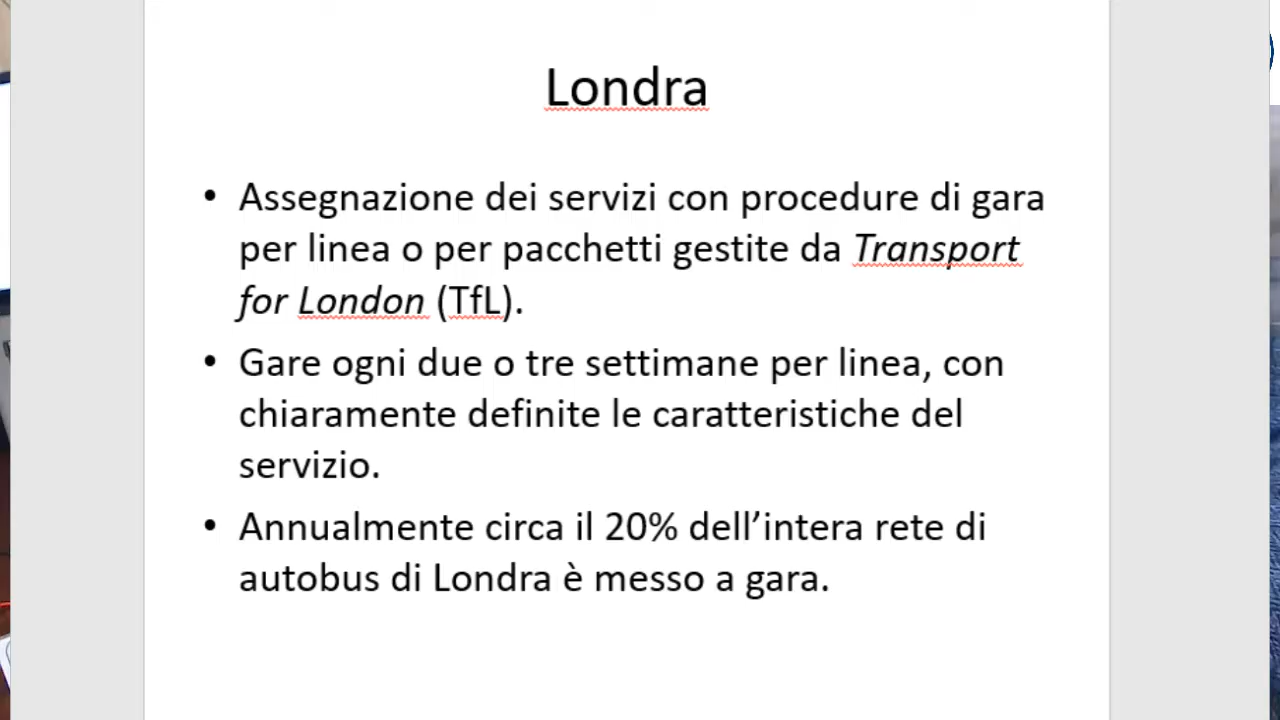 Londra
• Assegnazione dei servizi con procedure di gara
per linea o per pacchetti gestite da Transport
for London (TfL).
• Gare ogni due o tre settimane per linea, con
chiaramente definite le caratteristiche del
servizio.
• Annualmente circa il 20% dell’intera rete di
autobus di Londra è messo a gara.